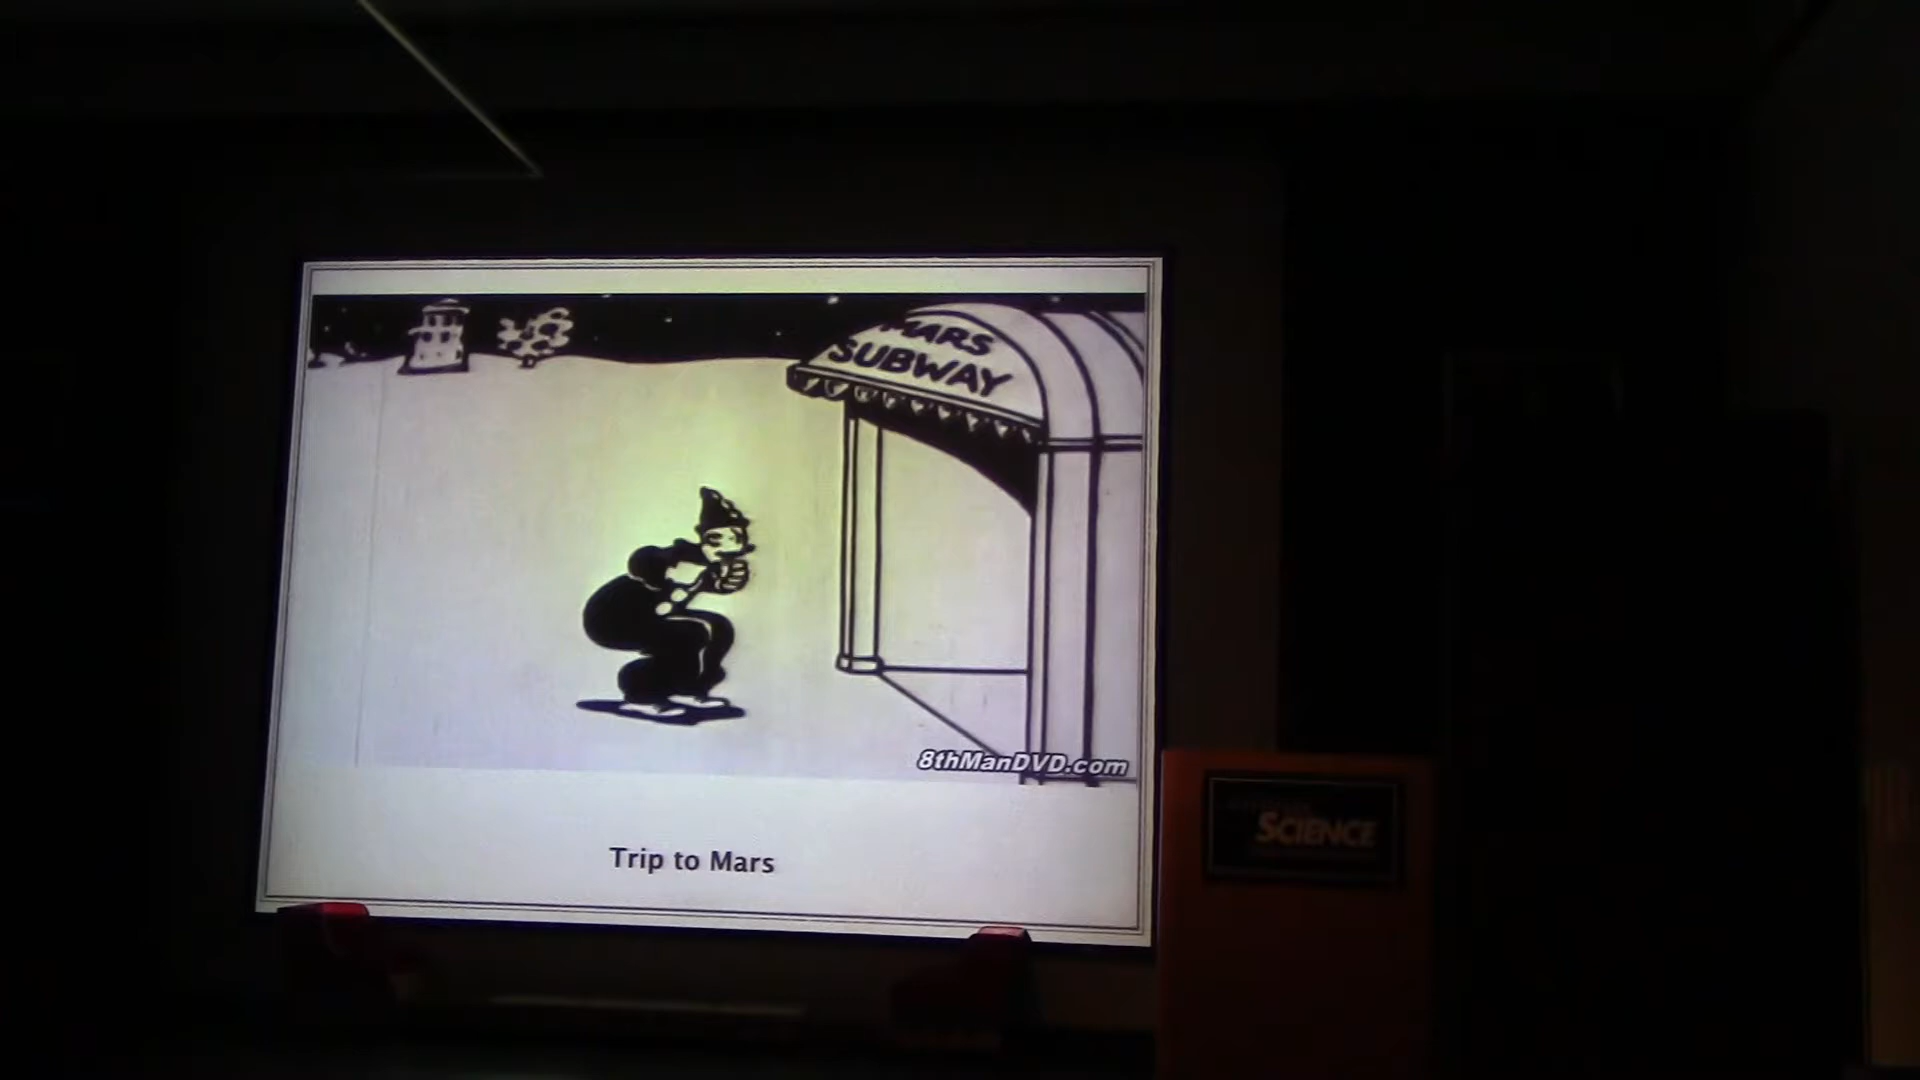 MARS
SUBWAY
8thManDVD.com
Trip to Mars
SCIENCE